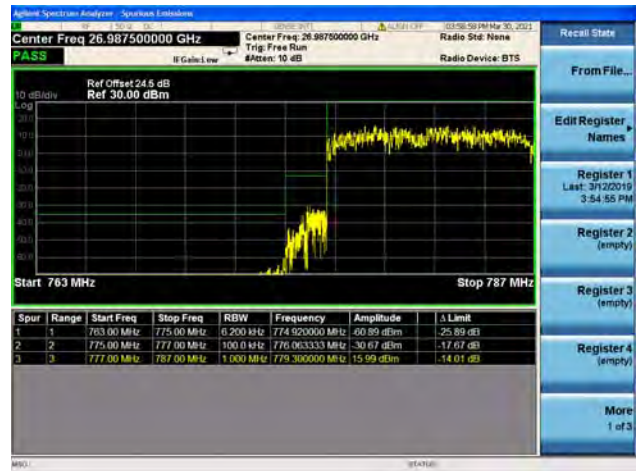 Agilent Spectrum Analyzer - Spurious Emissions
RF 50 Ω DC SENSE:INT ALIGN OFF 03:58:58 PM Mar 30, 2021
Center Freq 26.987500000 GHz
Center Freq: 26.987500000 GHz
Radio Std: None
PASS
IFGain:Low
Trig: Free Run
#Atten: 10 dB
Radio Device: BTS
Ref Offset 24.5 dB
10 dB/div Ref 30.00 dBm
Log
Start 763 MHz Stop 787 MHz
Spur Range Start Freq Stop Freq RBW Frequency Amplitude Δ Limit
1 1 763.00 MHz 775.00 MHz 6.200 kHz 774.920000 MHz -60.89 dBm -25.89 dB
2 2 775.00 MHz 777.00 MHz 100.0 kHz 776.063333 MHz -30.67 dBm -17.67 dB
3 3 777.00 MHz 787.00 MHz 1.000 MHz 779.300000 MHz 15.99 dBm -14.01 dB
MSG STATUS
Recall State
From File...
Edit Register
Names
Register 1
Last: 3/12/2019
3:54:55 PM
Register 2
(empty)
Register 3
(empty)
Register 4
(empty)
More
1 of 3